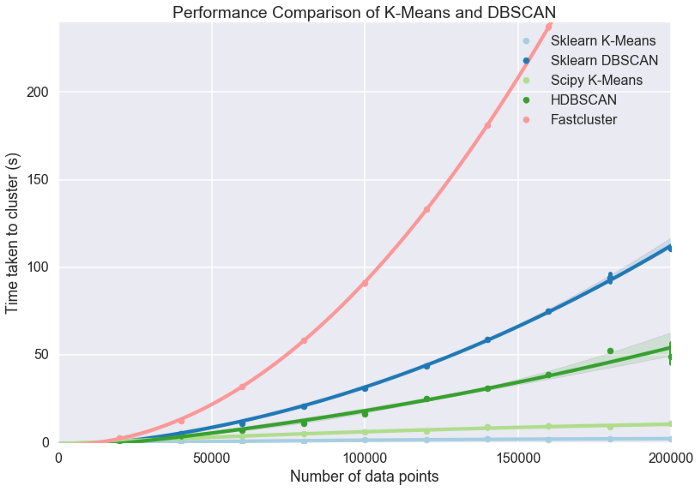 Performance Comparison of K-Means and DBSCAN
Sklearn K-Means
Sklearn DBSCAN
Scipy K-Means
HDBSCAN
Fastcluster
Time taken to cluster (s)
200
150
100
50
0
0 50000 100000 150000 200000
Number of data points